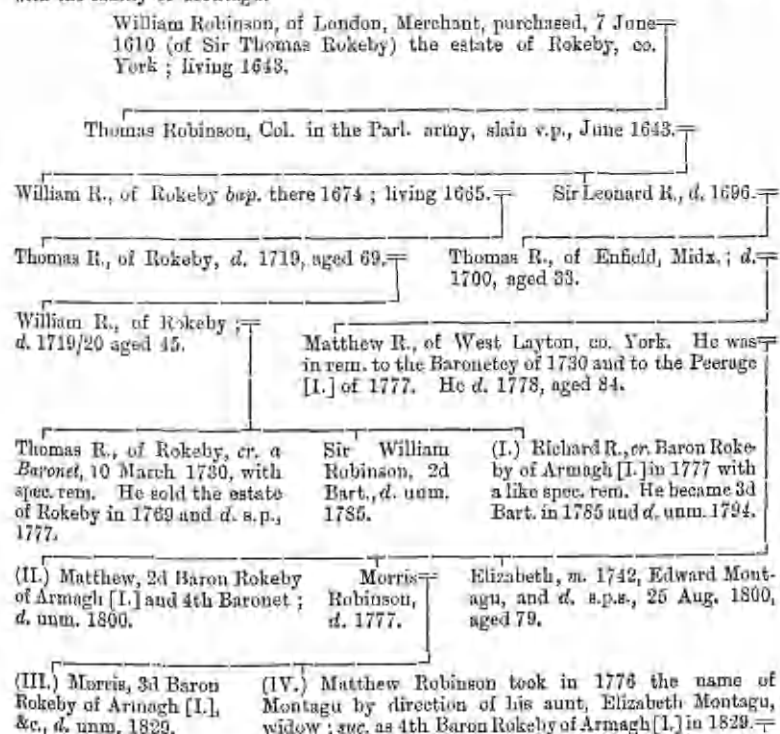 William Robinson, of London, Merchant, purchased, 7 June
1610 (of Sir Thomas Rokeby) the estate of Rokeby, co.
York ; living 1643.
Thomas Robinson, Col. in the Parl. army, slain v.p., June 1643.
William R., of Rokeby bap. there 1674 ; living 1665.
Sir Leonard R., d. 1696.
Thomas R., of Rokeby, d. 1719, aged 69.
Thomas R., of Enfield, Midx. ; d.
1700, aged 33.
William R., of Rokeby ;
d. 1719/20 aged 45.
Matthew R., of West Layton, co. York. He was
in rem. to the Baronetcy of 1730 and to the Peerage
[I.] of 1777. He d. 1778, aged 84.
Thomas R., of Rokeby, cr. a
Baronet, 10 March 1730, with
spec. rem. He sold the estate
of Rokeby in 1769 and d. s.p.,
1777.
Sir William
Robinson, 2d
Bart., d. unm.
1785.
(I.) Richard R., cr. Baron Roke-
by of Armagh [I.] in 1777 with
a like spec. rem. He became 3d
Bart. in 1785 and d. unm. 1794.
(II.) Matthew, 2d Baron Rokeby
of Armagh [I.] and 4th Baronet ;
d. unm. 1800.
Morris
Robinson,
d. 1777.
Elizabeth, m. 1742, Edward Mont-
agu, and d. s.p.s., 25 Aug. 1800,
aged 79.
(III.) Morris, 3d Baron
Rokeby of Armagh [I.],
&c., d. unm. 1829.
(IV.) Matthew Robinson took in 1776 the name of
Montagu by direction of his aunt, Elizabeth Montagu,
widow ; suc. as 4th Baron Rokeby of Armagh [I.] in 1829.